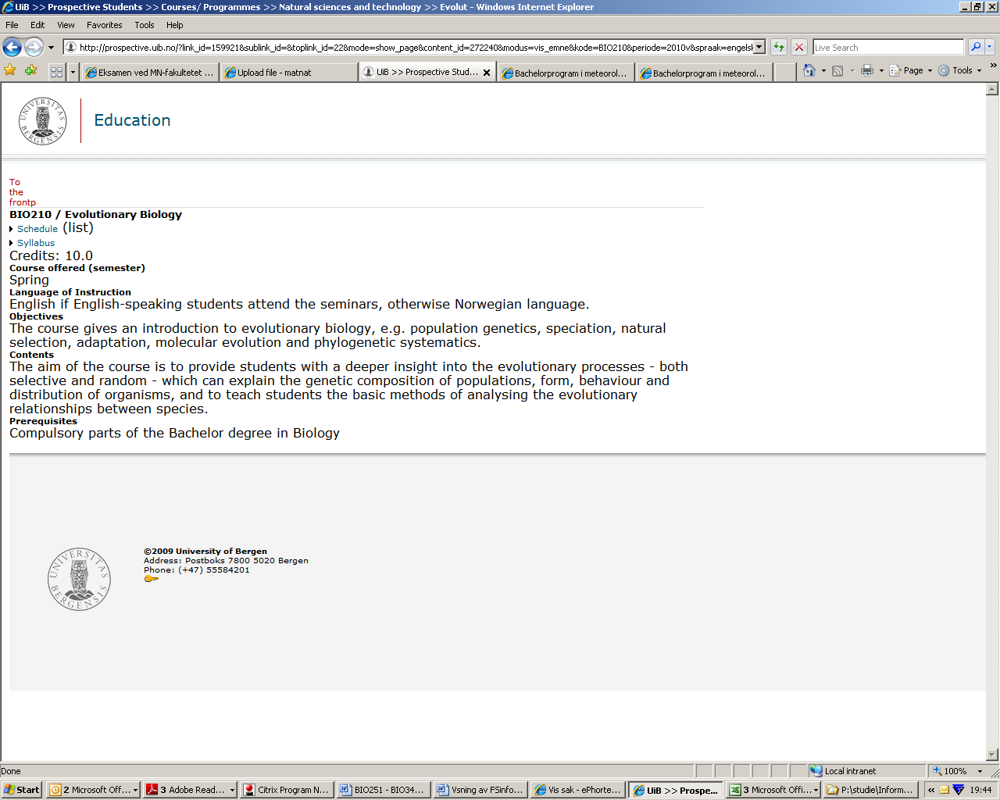 UiB >> Prospective Students >> Courses/ Programmes >> Natural sciences and technology >> Evolut - Windows Internet Explorer
File Edit View Favorites Tools Help
http://prospective.uib.no/?link_id=159921&sublink_id=&toplink_id=22&mode=show_page&content_id=272240&modus=vis_emne&kode=BIO210&periode=2010v&spraak=engelsk
Live Search
Eksamen ved MN-fakultetet ...
Upload file - matnat
UiB >> Prospective Stud...
Bachelorprogram i meteorol...
Bachelorprogram i meteorol...
Page
Tools
UNIVERSITAS BERGENSIS
Education
To
the
frontp
BIO210 / Evolutionary Biology
Schedule (list)
Syllabus
Credits: 10.0
Course offered (semester)
Spring
Language of Instruction
English if English-speaking students attend the seminars, otherwise Norwegian language.
Objectives
The course gives an introduction to evolutionary biology, e.g. population genetics, speciation, natural
selection, adaptation, molecular evolution and phylogenetic systematics.
Contents
The aim of the course is to provide students with a deeper insight into the evolutionary processes - both
selective and random - which can explain the genetic composition of populations, form, behaviour and
distribution of organisms, and to teach students the basic methods of analysing the evolutionary
relationships between species.
Prerequisites
Compulsory parts of the Bachelor degree in Biology
UNIVERSITAS BERGENSIS
©2009 University of Bergen
Address: Postboks 7800 5020 Bergen
Phone: (+47) 55584201
Done
Local intranet
100%
Start
2 Microsoft Off...
3 Adobe Read...
Citrix Program N...
BIO251 - BIO34...
Vsning av FSinfo...
Vis sak - ePhorte...
UiB >> Prospe...
3 Microsoft Offi...
P:\studie\Inform...
19:44